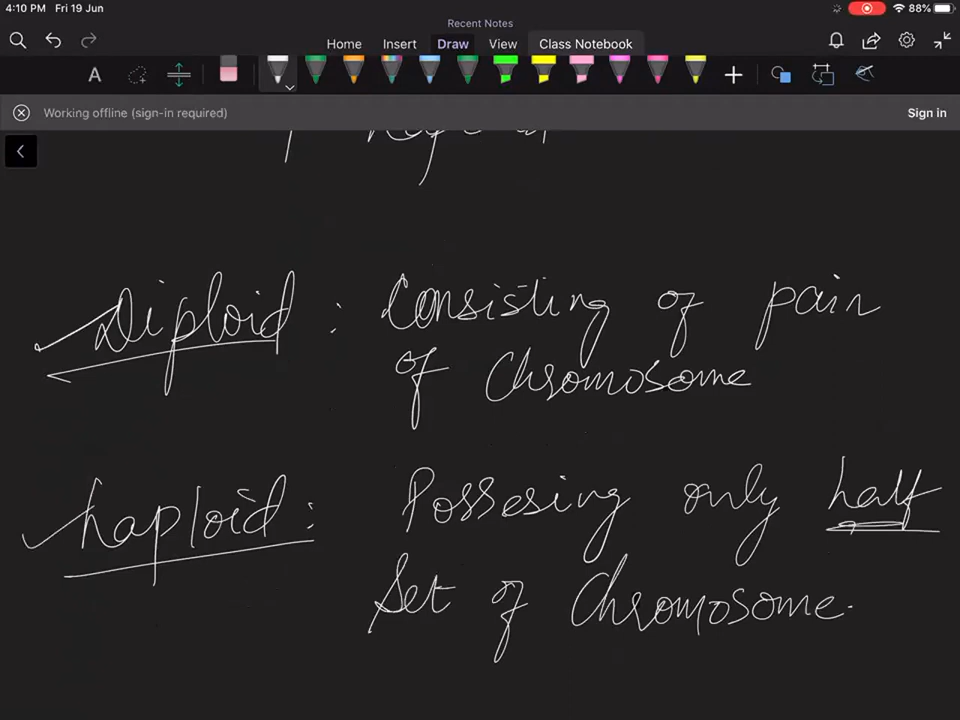 4:10 PM Fri 19 Jun
88%
Recent Notes
Home Insert Draw View Class Notebook
A
Working offline (sign-in required) Sign in
Diploid : Consisting of pair
of Chromosome
haploid : Possesing only half
Set of Chromosome.